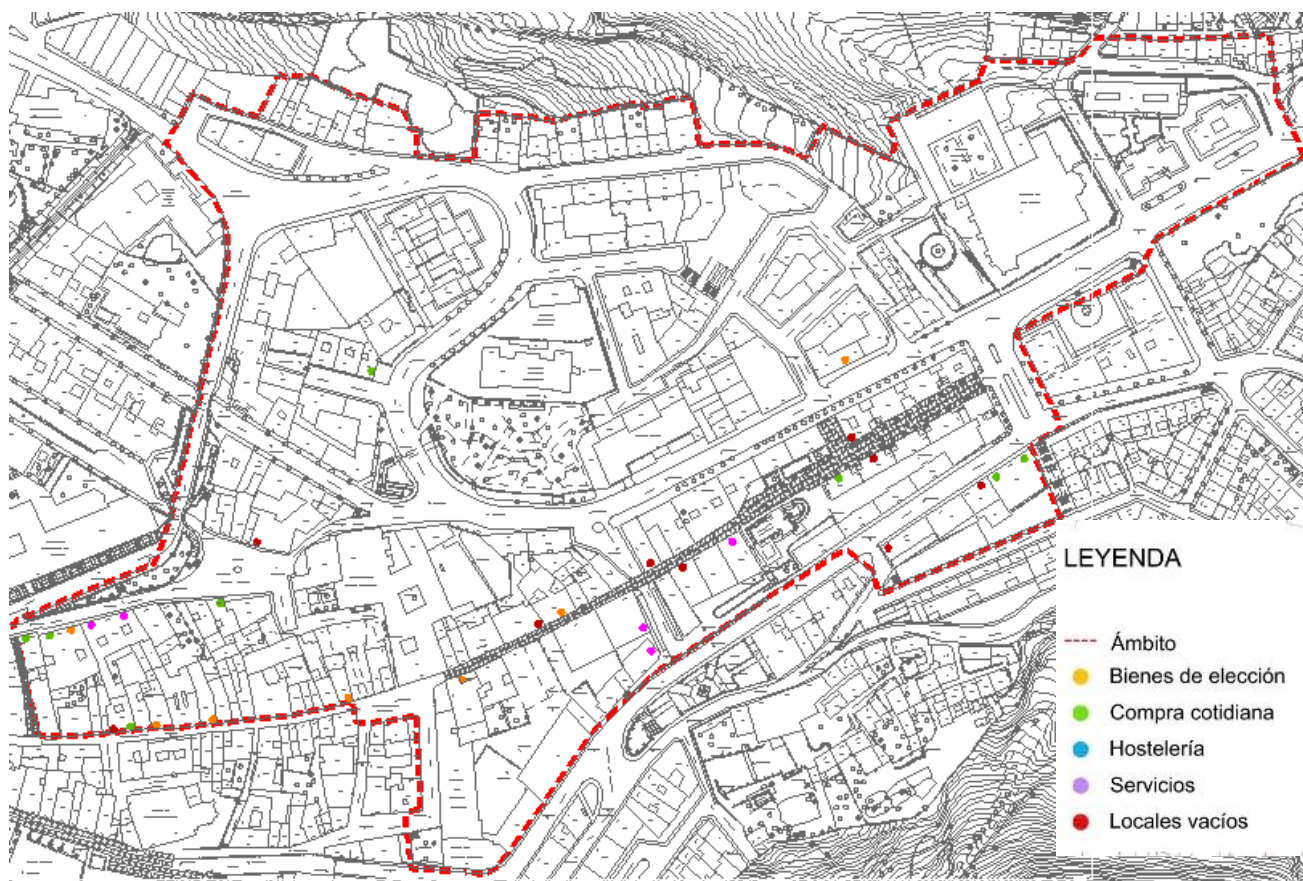 LEYENDA
Ámbito
Bienes de elección
Compra cotidiana
Hostelería
Servicios
Locales vacíos